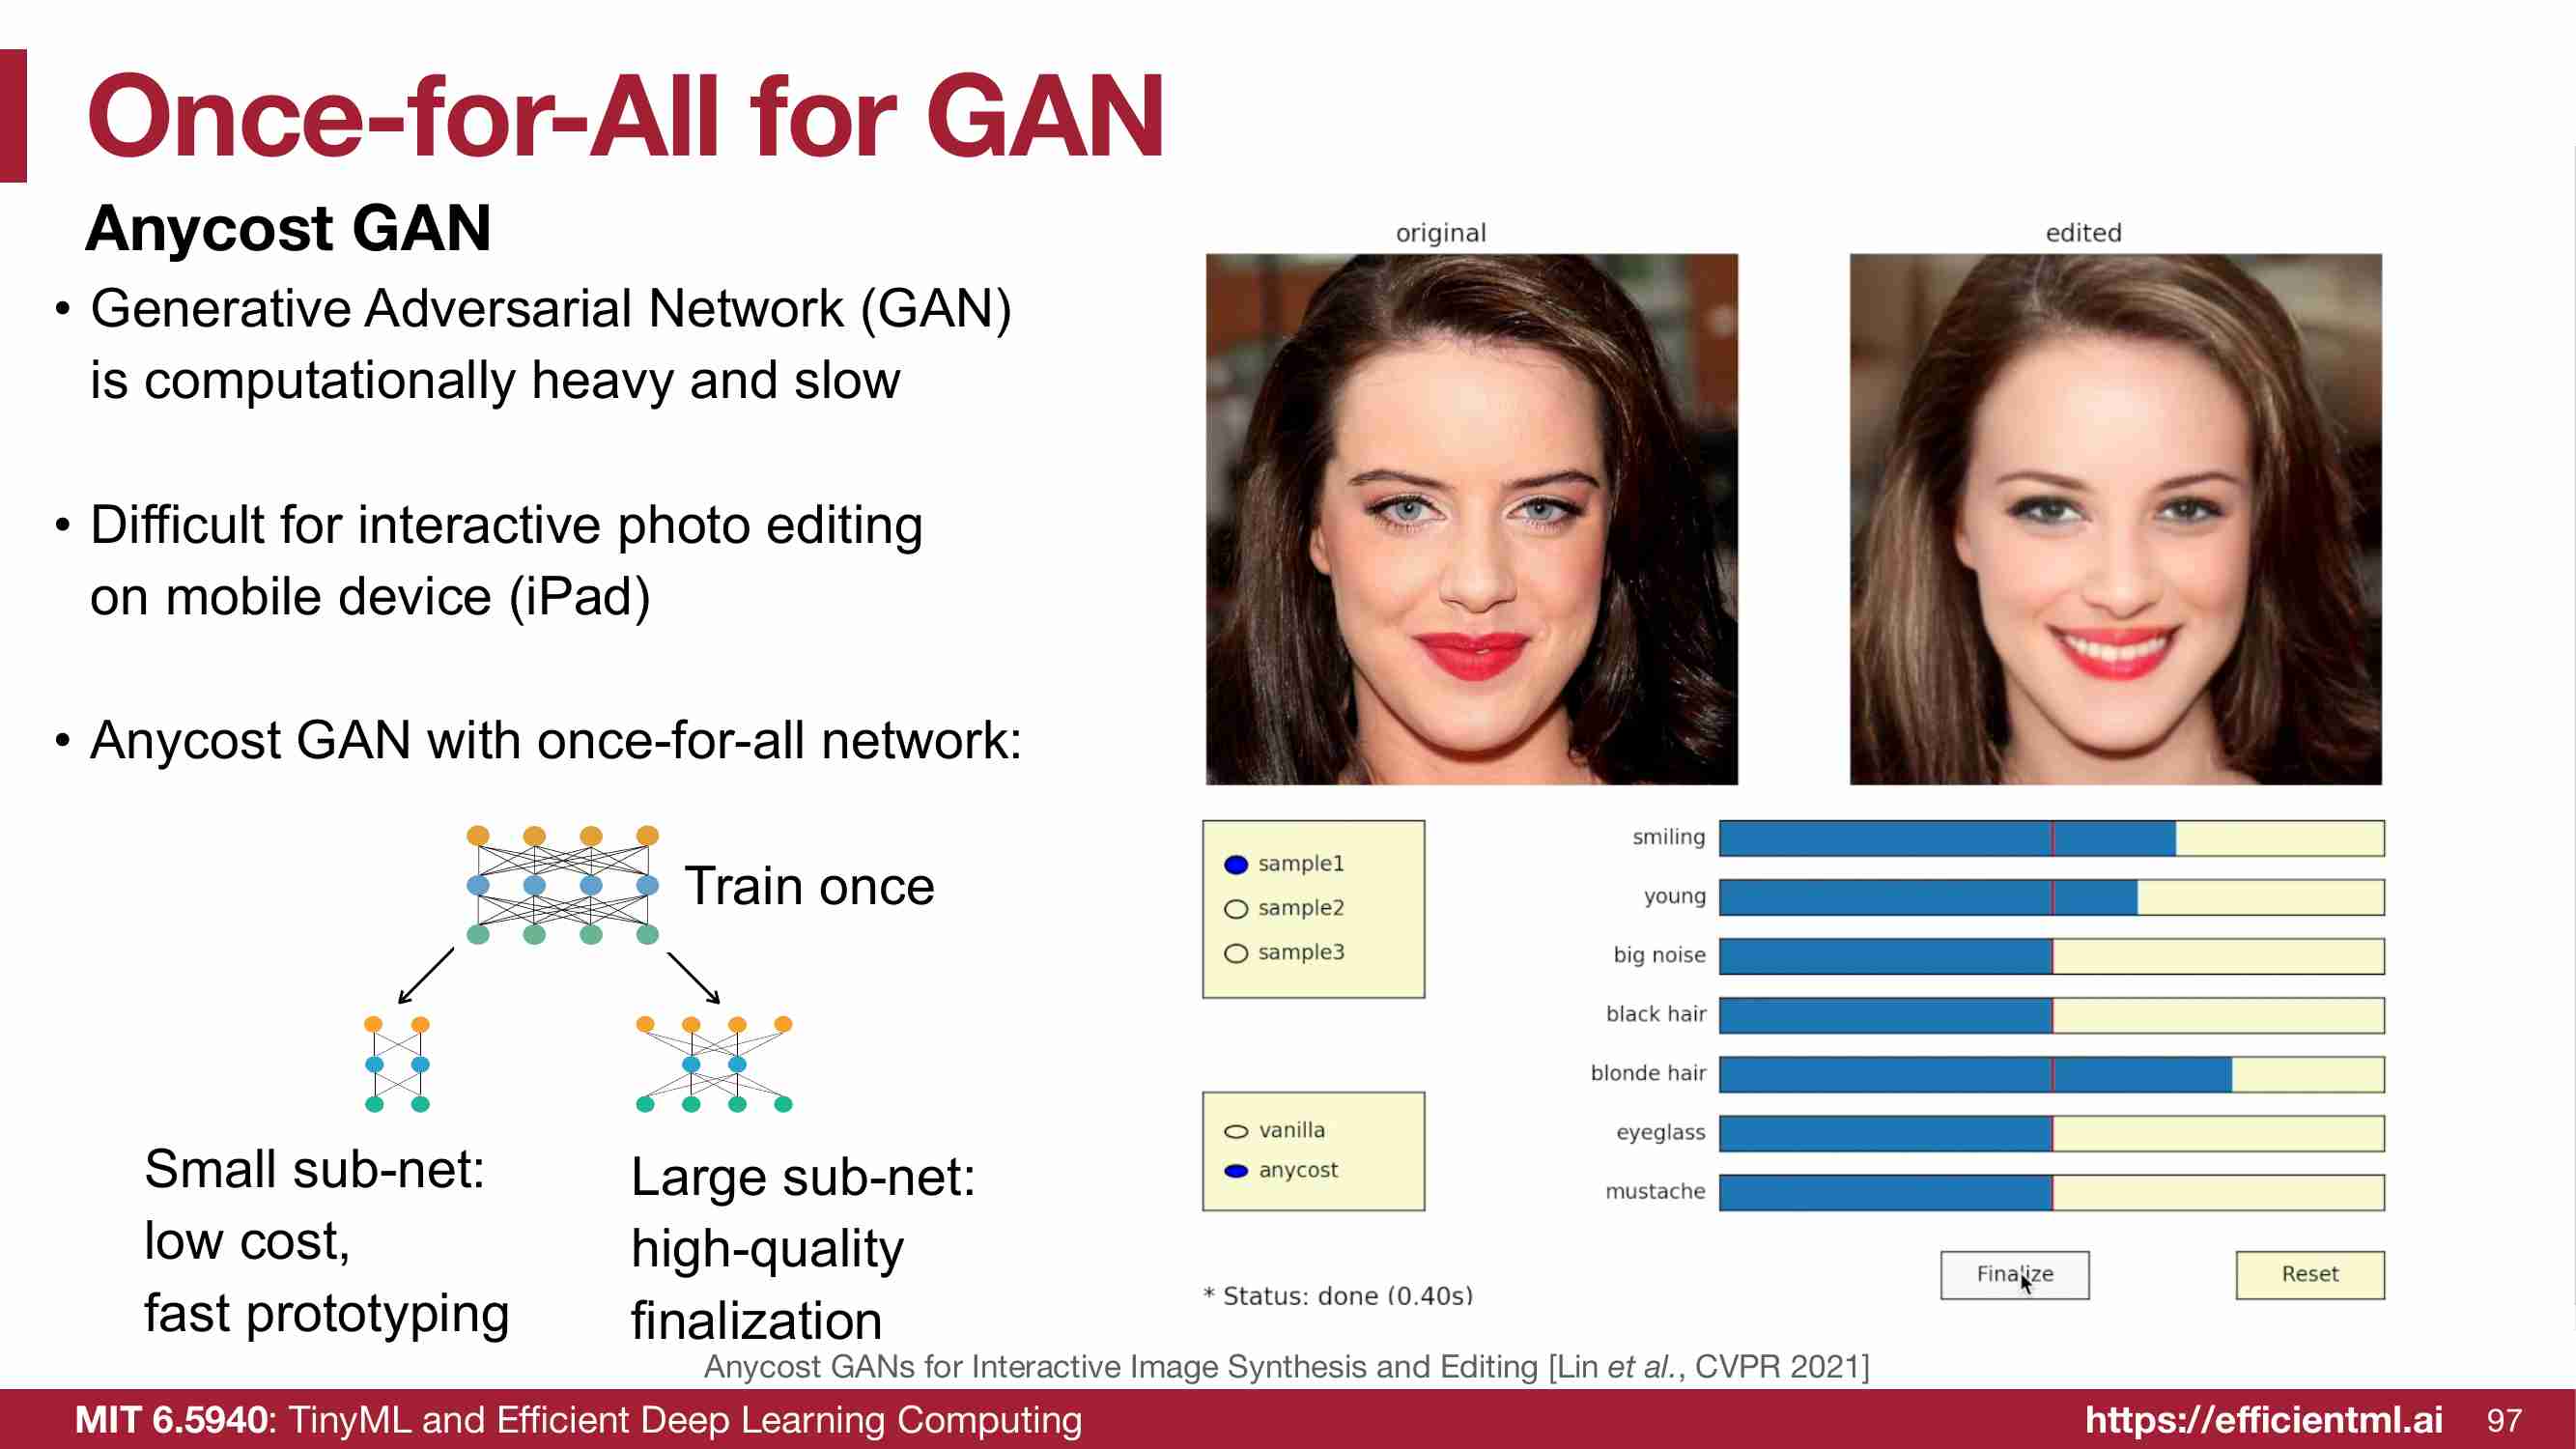 Once-for-All for GAN
Anycost GAN
• Generative Adversarial Network (GAN)
is computationally heavy and slow
• Difficult for interactive photo editing
on mobile device (iPad)
• Anycost GAN with once-for-all network:
Train once
Small sub-net:
low cost,
fast prototyping
Large sub-net:
high-quality
finalization
original
edited
sample1
sample2
sample3
vanilla
anycost
smiling
young
big noise
black hair
blonde hair
eyeglass
mustache
Finalize
Reset
* Status: done (0.40s)
Anycost GANs for Interactive Image Synthesis and Editing [Lin et al., CVPR 2021]
MIT 6.5940: TinyML and Efficient Deep Learning Computing
https://efficientml.ai
97